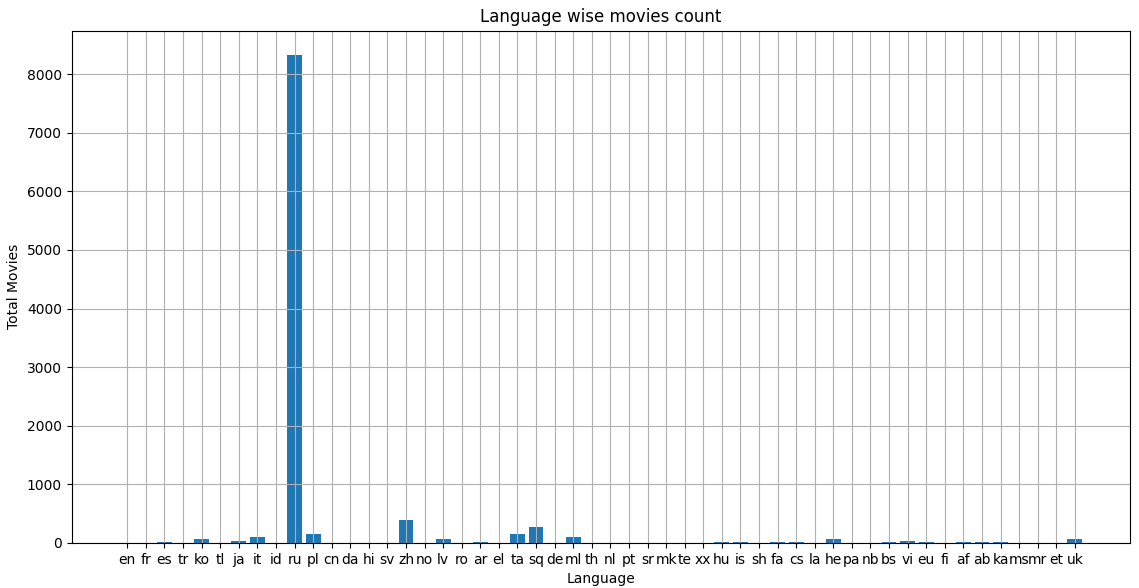 Language wise movies count
Total Movies
8000
7000
6000
5000
4000
3000
2000
1000
0
en fr es tr ko tl ja it id ru pl cn da hi sv zh no lv ro ar el ta sq de ml th nl pt sr mk te xx hu is sh fa cs la he pa nb bs vi eu fi af ab ka ms mr et uk
Language